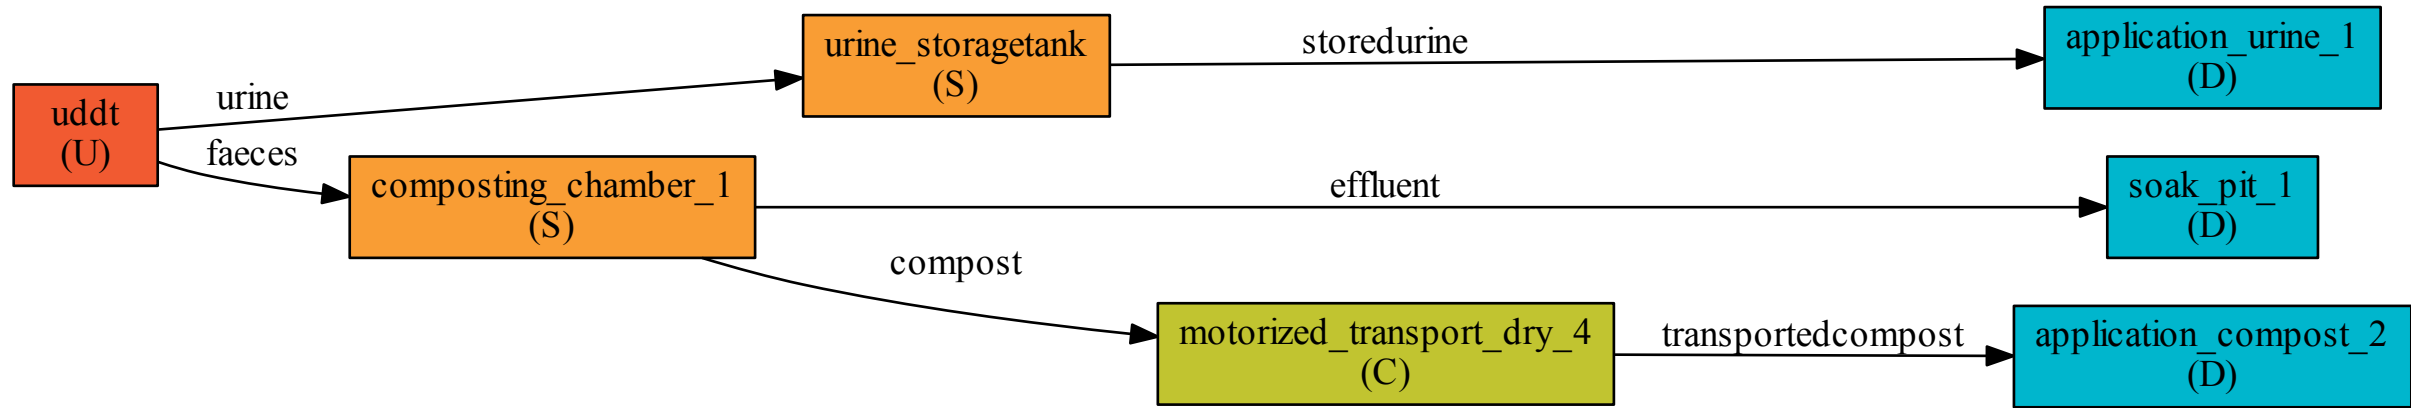 uddt
(U)
urine
faeces
urine_storagetank
(S)
composting_chamber_1
(S)
storedurine
effluent
compost
motorized_transport_dry_4
(C)
transportedcompost
application_urine_1
(D)
soak_pit_1
(D)
application_compost_2
(D)